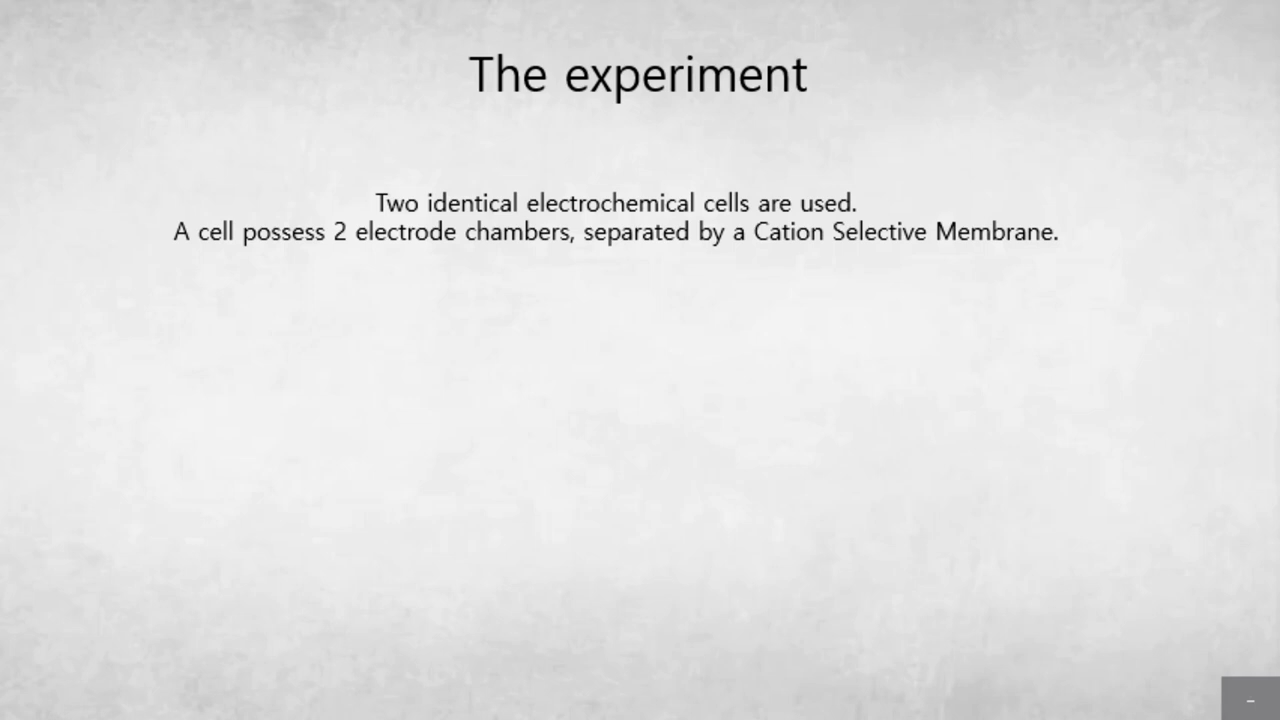 The experiment
Two identical electrochemical cells are used.
A cell possess 2 electrode chambers, separated by a Cation Selective Membrane.
-